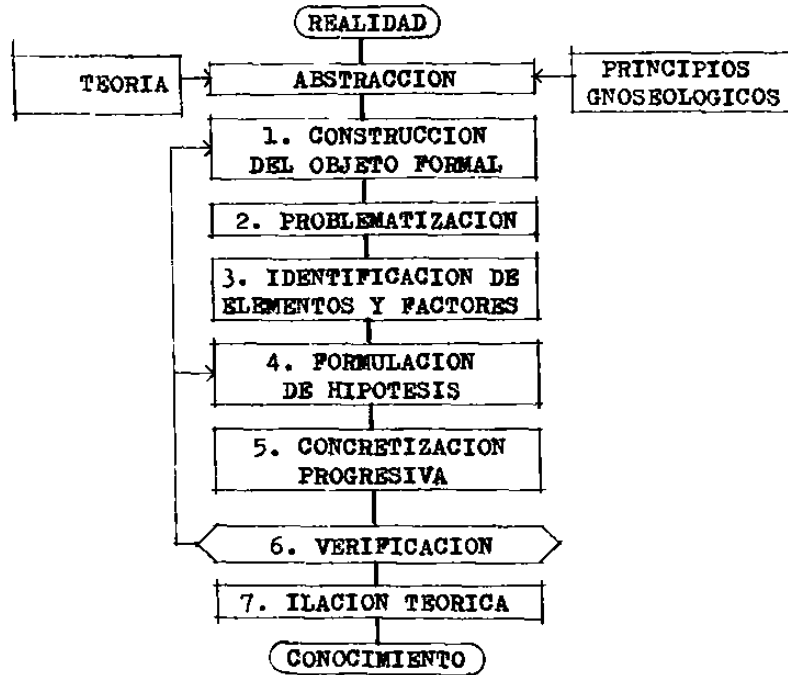 REALIDAD
TEORIA
ABSTRACCION
PRINCIPIOS
GNOSEOLOGICOS
1. CONSTRUCCION
DEL OBJETO FORMAL
2. PROBLEMATIZACION
3. IDENTIFICACION DE
ELEMENTOS Y FACTORES
4. FORMULACION
DE HIPOTESIS
5. CONCRETIZACION
PROGRESIVA
6. VERIFICACION
7. ILACION TEORICA
CONOCIMIENTO